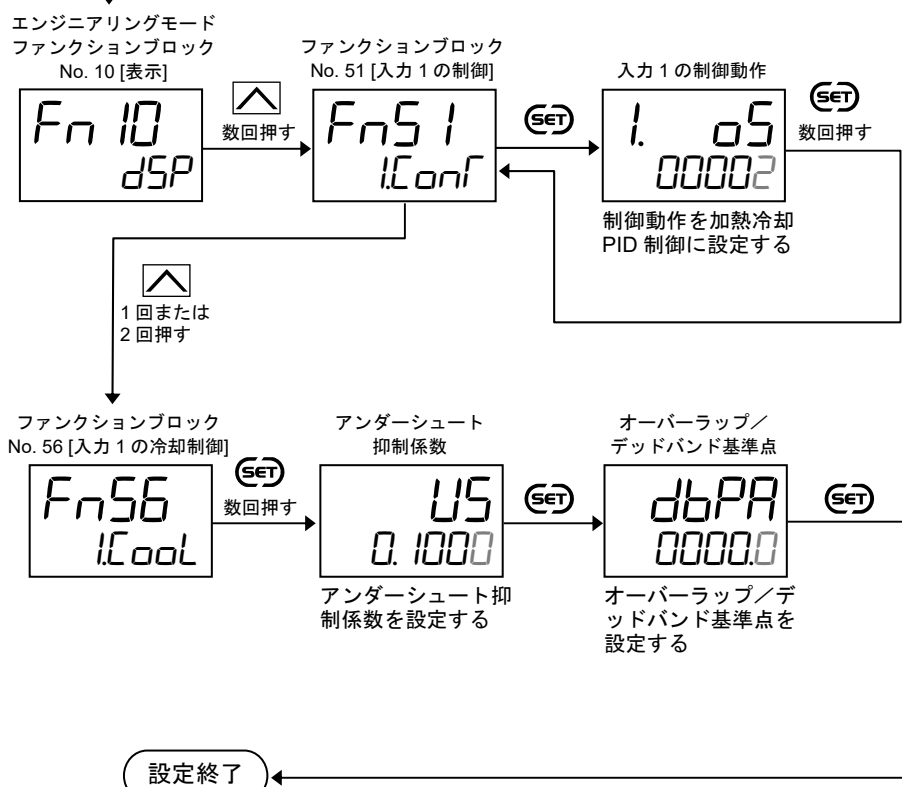 エンジニアリングモード
ファンクションブロック
No. 10 [表示]
Fn 10
dSP
数回押す
ファンクションブロック
No. 51 [入力 1 の制御]
Fn51
1.ConT
SET
入力 1 の制御動作
1. oS
00002
制御動作を加熱冷却
PID 制御に設定する
SET
数回押す
1 回または
2 回押す
ファンクションブロック
No. 56 [入力 1 の冷却制御]
Fn56
1.CooL
SET
数回押す
アンダーシュート
抑制係数
US
0.1000
アンダーシュート抑
制係数を設定する
SET
オーバーラップ／
デッドバンド基準点
dbPA
0000.0
オーバーラップ／デ
ッドバンド基準点を
設定する
SET
設定終了